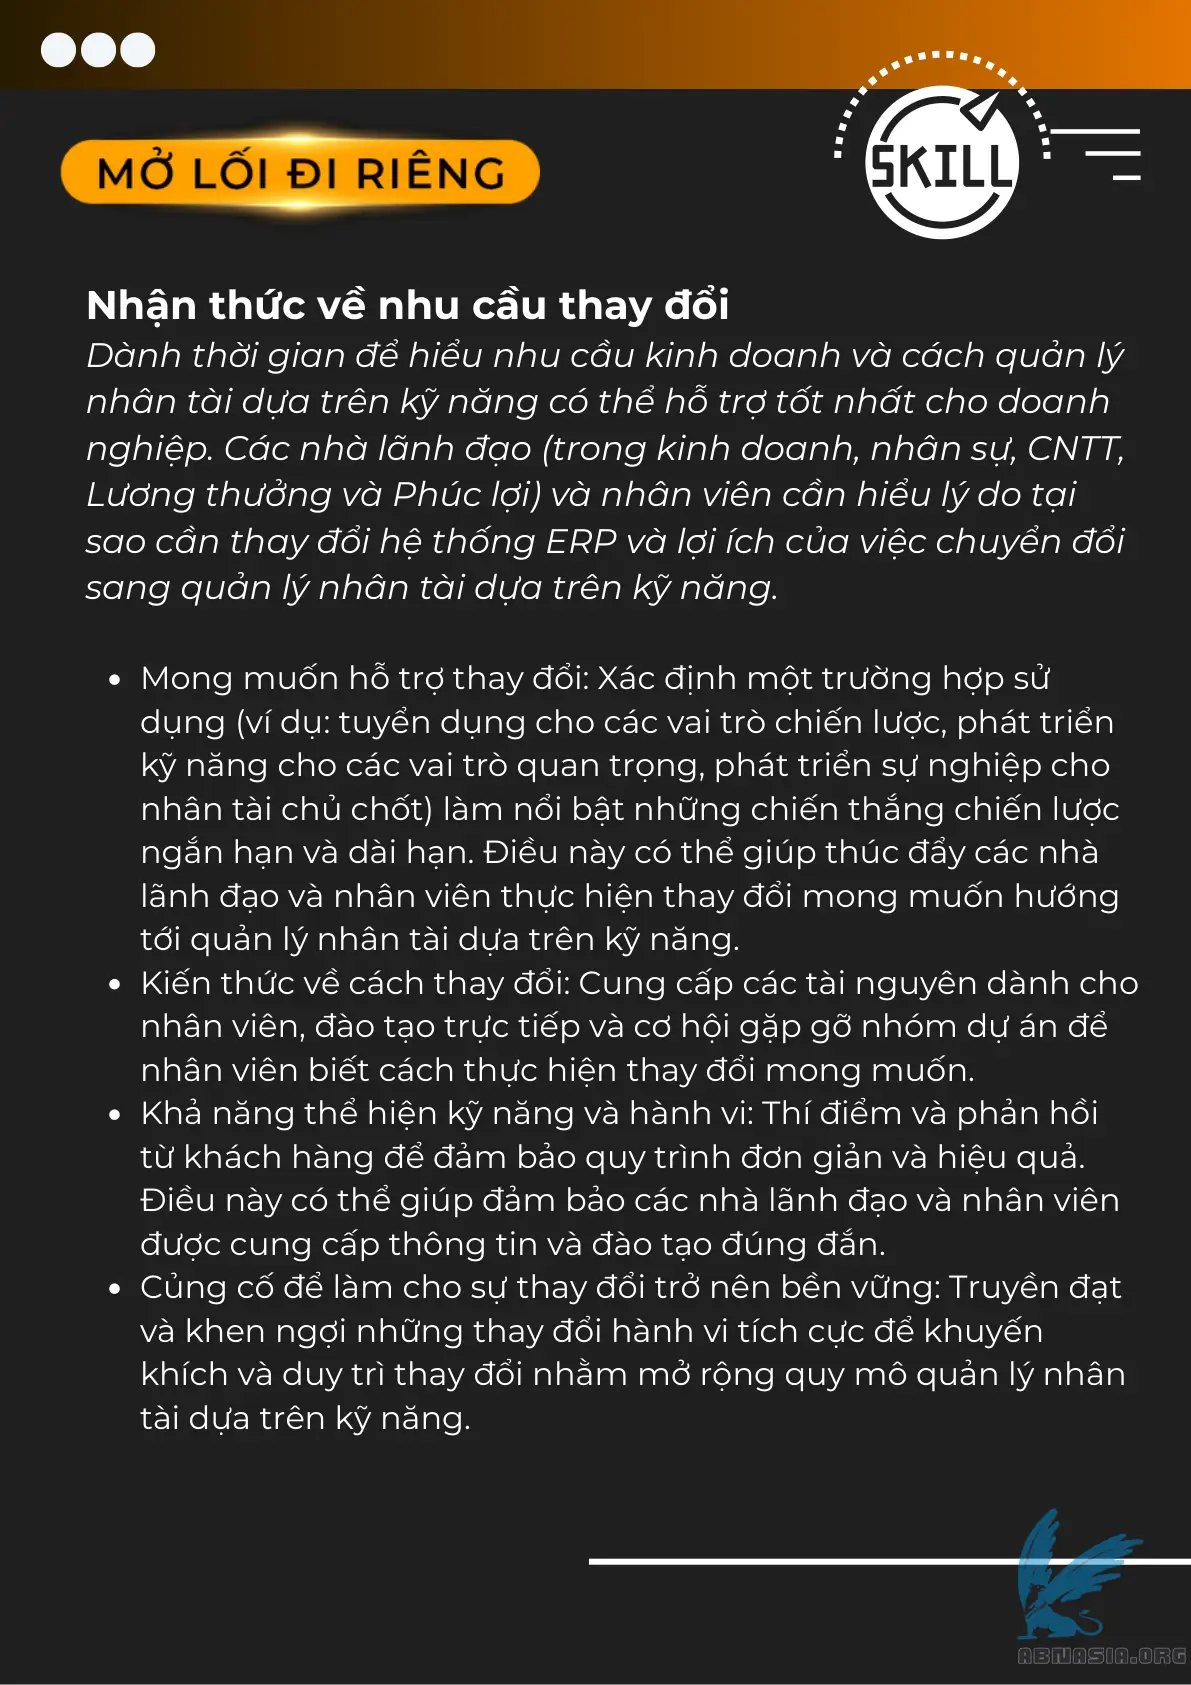 MỞ LỐI ĐI RIÊNG
SKILL
Nhận thức về nhu cầu thay đổi
Dành thời gian để hiểu nhu cầu kinh doanh và cách quản lý
nhân tài dựa trên kỹ năng có thể hỗ trợ tốt nhất cho doanh
nghiệp. Các nhà lãnh đạo (trong kinh doanh, nhân sự, CNTT,
Lương thưởng và Phúc lợi) và nhân viên cần hiểu lý do tại
sao cần thay đổi hệ thống ERP và lợi ích của việc chuyển đổi
sang quản lý nhân tài dựa trên kỹ năng.
• Mong muốn hỗ trợ thay đổi: Xác định một trường hợp sử
dụng (ví dụ: tuyển dụng cho các vai trò chiến lược, phát triển
kỹ năng cho các vai trò quan trọng, phát triển sự nghiệp cho
nhân tài chủ chốt) làm nổi bật những chiến thắng chiến lược
ngắn hạn và dài hạn. Điều này có thể giúp thúc đẩy các nhà
lãnh đạo và nhân viên thực hiện thay đổi mong muốn hướng
tới quản lý nhân tài dựa trên kỹ năng.
• Kiến thức về cách thay đổi: Cung cấp các tài nguyên dành cho
nhân viên, đào tạo trực tiếp và cơ hội gặp gỡ nhóm dự án để
nhân viên biết cách thực hiện thay đổi mong muốn.
• Khả năng thể hiện kỹ năng và hành vi: Thí điểm và phản hồi
từ khách hàng để đảm bảo quy trình đơn giản và hiệu quả.
Điều này có thể giúp đảm bảo các nhà lãnh đạo và nhân viên
được cung cấp thông tin và đào tạo đúng đắn.
• Củng cố để làm cho sự thay đổi trở nên bền vững: Truyền đạt
và khen ngợi những thay đổi hành vi tích cực để khuyến
khích và duy trì thay đổi nhằm mở rộng quy mô quản lý nhân
tài dựa trên kỹ năng.
ABNASIA.ORG